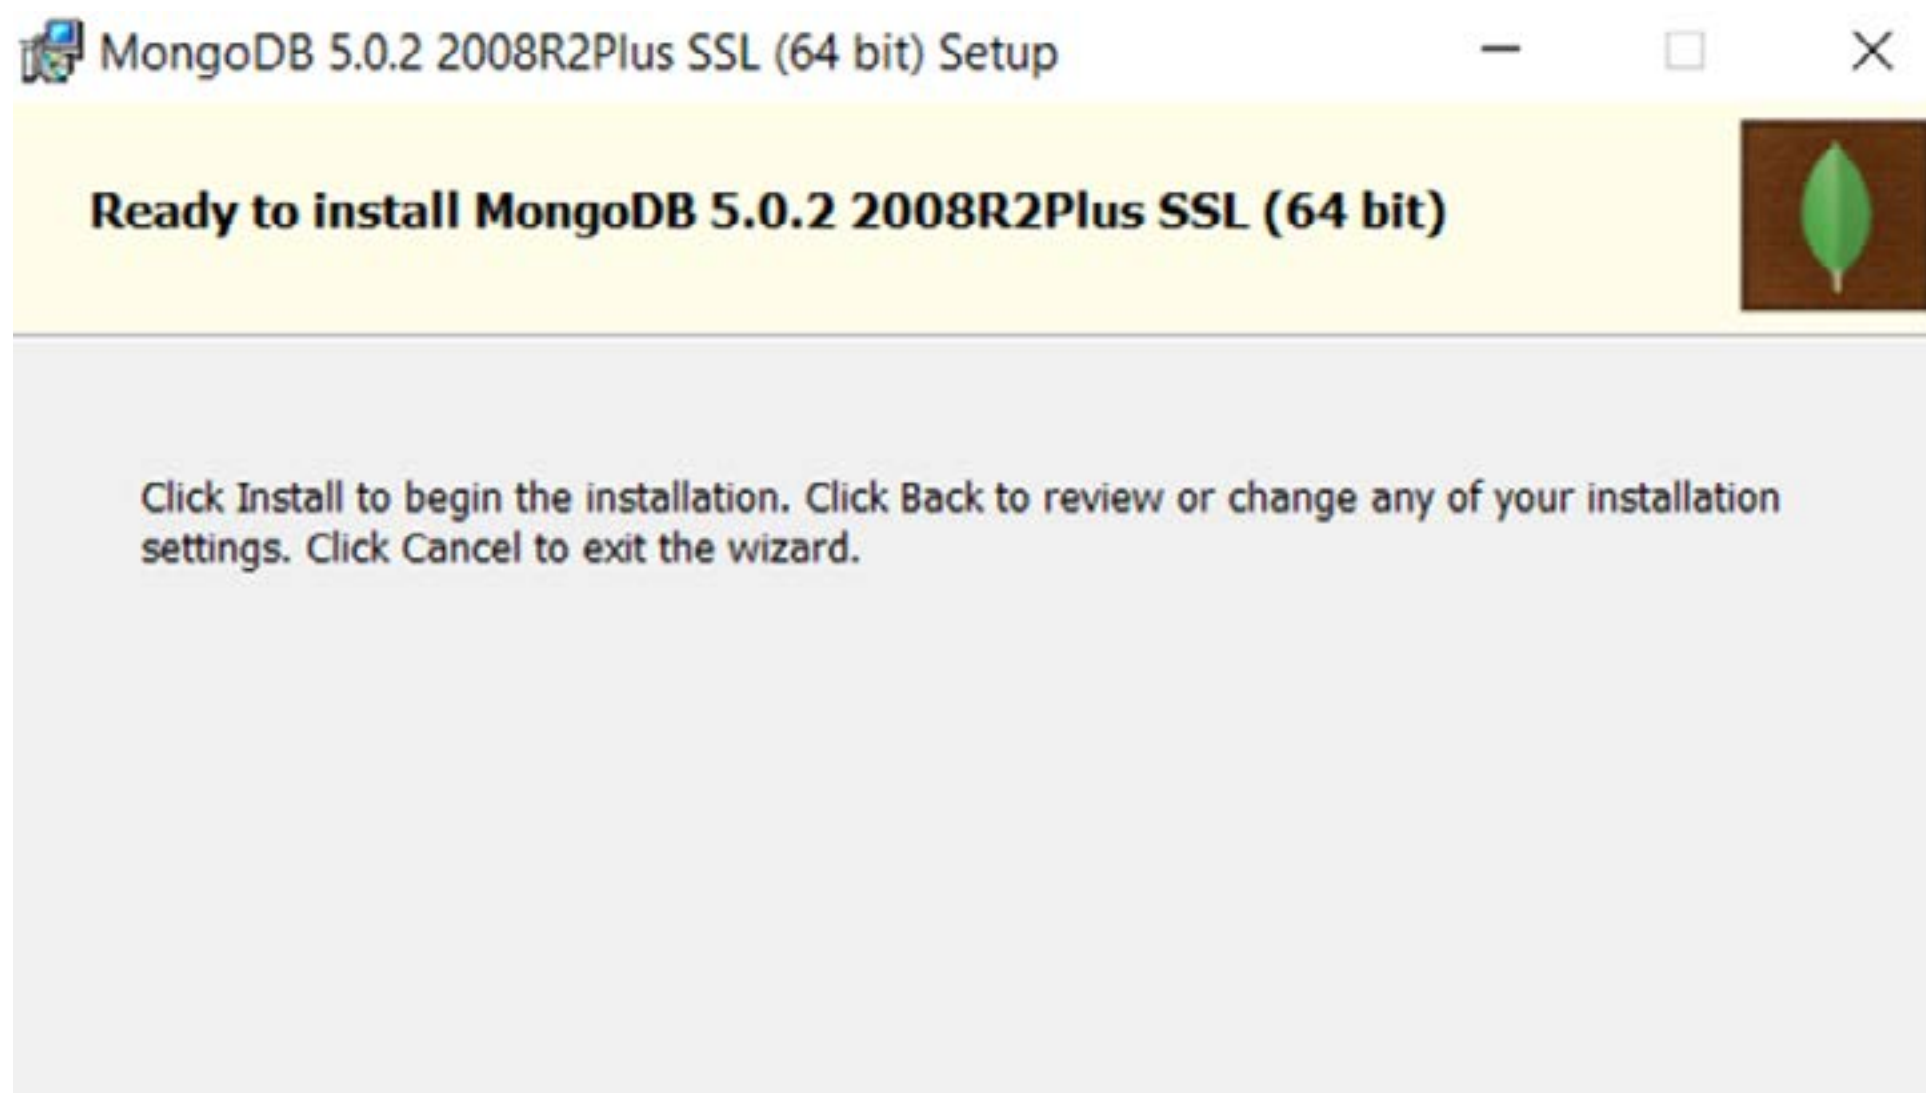 MongoDB 5.0.2 2008R2Plus SSL (64 bit) Setup
Ready to install MongoDB 5.0.2 2008R2Plus SSL (64 bit)
Click Install to begin the installation. Click Back to review or change any of your installation
settings. Click Cancel to exit the wizard.